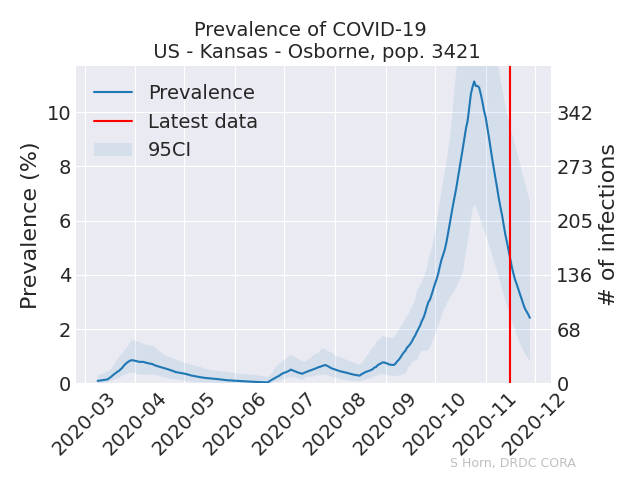 Prevalence of COVID-19
US - Kansas - Osborne, pop. 3421
Prevalence
Latest data
95CI
Prevalence (%)
10
8
6
4
2
0
# of infections
342
273
205
136
68
0
2020-03
2020-04
2020-05
2020-06
2020-07
2020-08
2020-09
2020-10
2020-11
2020-12
S Horn, DRDC CORA